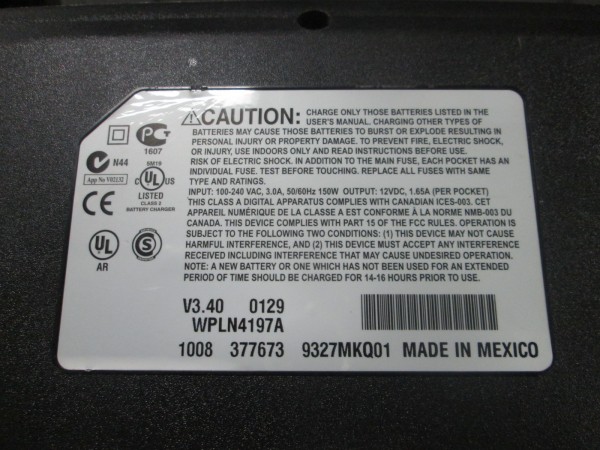 CAUTION: CHARGE ONLY THOSE BATTERIES LISTED IN THE
USER'S MANUAL. CHARGING OTHER TYPES OF
BATTERIES MAY CAUSE THOSE BATTERIES TO BURST OR EXPLODE RESULTING IN
PERSONAL INJURY OR PROPERTY DAMAGE. TO PREVENT FIRE, ELECTRIC SHOCK,
OR INJURY, USE INDOORS ONLY AND READ INSTRUCTIONS BEFORE USE.
RISK OF ELECTRIC SHOCK. IN ADDITION TO THE MAIN FUSE, EACH POCKET HAS AN
INDIVIDUAL FUSE. TEST BEFORE TOUCHING. REPLACE ALL FUSES WITH SAME
TYPE AND RATINGS.
INPUT: 100-240 VAC, 3.0A, 50/60Hz 150W OUTPUT: 12VDC, 1.65A (PER POCKET)
THIS CLASS A DIGITAL APPARATUS COMPLIES WITH CANADIAN ICES-003. CET
APPAREIL NUMÉRIQUE DE LA CLASSE A EST CONFORME À LA NORME NMB-003 DU
CANADA. THIS DEVICE COMPLIES WITH PART 15 OF THE FCC RULES. OPERATION IS
SUBJECT TO THE FOLLOWING TWO CONDITIONS: (1) THIS DEVICE MAY NOT CAUSE
HARMFUL INTERFERENCE, AND (2) THIS DEVICE MUST ACCEPT ANY INTERFERENCE
RECEIVED INCLUDING INTERFERENCE THAT MAY CAUSE UNDESIRED OPERATION.
NOTE: A NEW BATTERY OR ONE WHICH HAS NOT BEEN USED FOR AN EXTENDED
PERIOD OF TIME SHOULD BE CHARGED FOR 14-16 HOURS PRIOR TO USE.
1607
N44
5M19
App No V02132
C UL US
LISTED
CLASS 2
BATTERY CHARGER
CE
UL
AR
S
V3.40 0129
WPLN4197A
1008 377673 9327MKQ01 MADE IN MEXICO